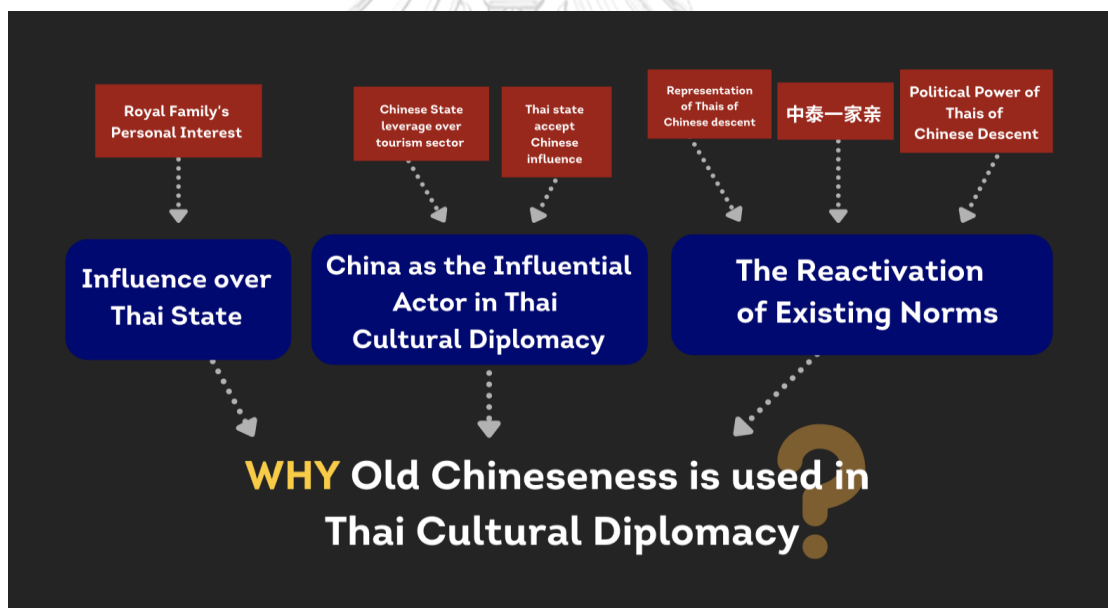 Royal Family's
Personal Interest
Chinese State
leverage over
tourism sector
Thai state
accept
Chinese
influence
Representation
of Thais of
Chinese descent
中泰一家亲
Political Power of
Thais of
Chinese Descent
Influence over
Thai State
China as the Influential
Actor in Thai
Cultural Diplomacy
The Reactivation
of Existing Norms
WHY Old Chineseness is used in
Thai Cultural Diplomacy
?